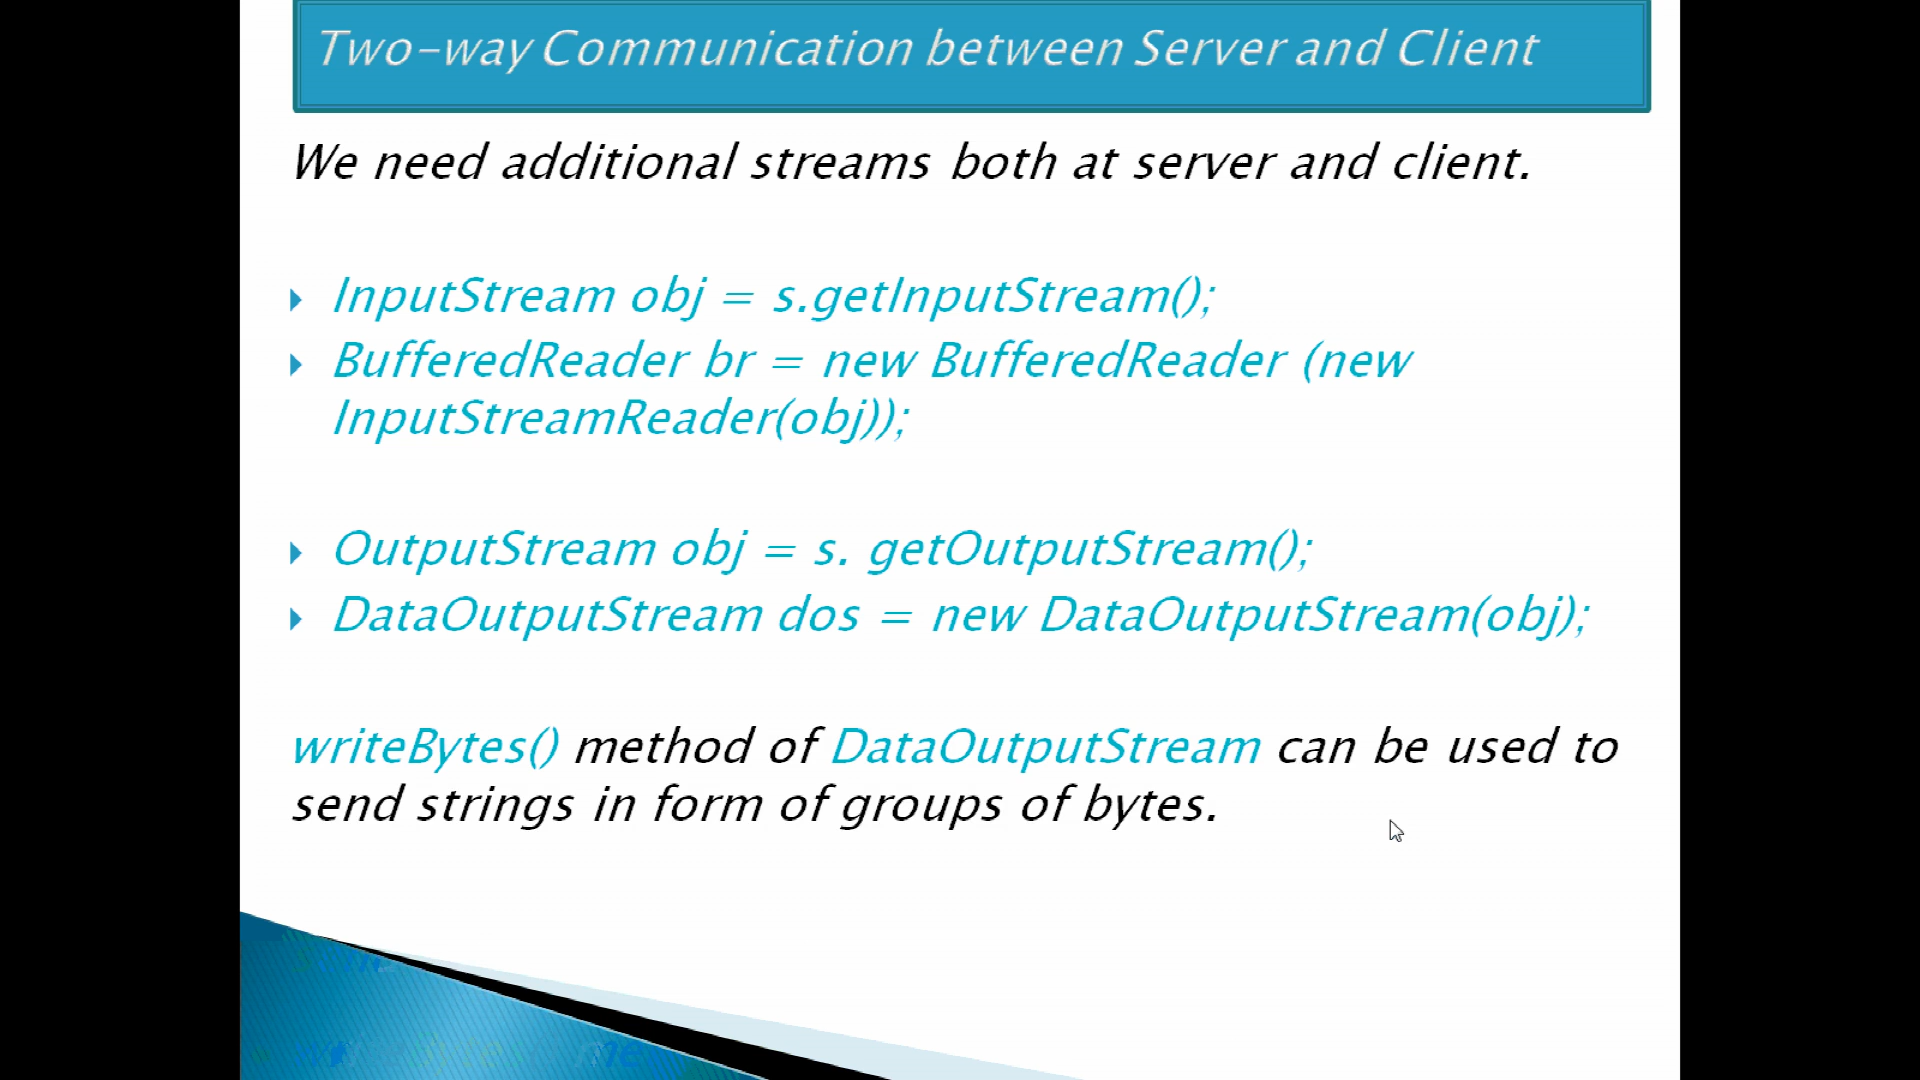 Two-way Communication between Server and Client
We need additional streams both at server and client.
InputStream obj = s.getInputStream();
BufferedReader br = new BufferedReader (new
InputStreamReader(obj));
OutputStream obj = s. getOutputStream();
DataOutputStream dos = new DataOutputStream(obj);
writeBytes() method of DataOutputStream can be used to
send strings in form of groups of bytes.